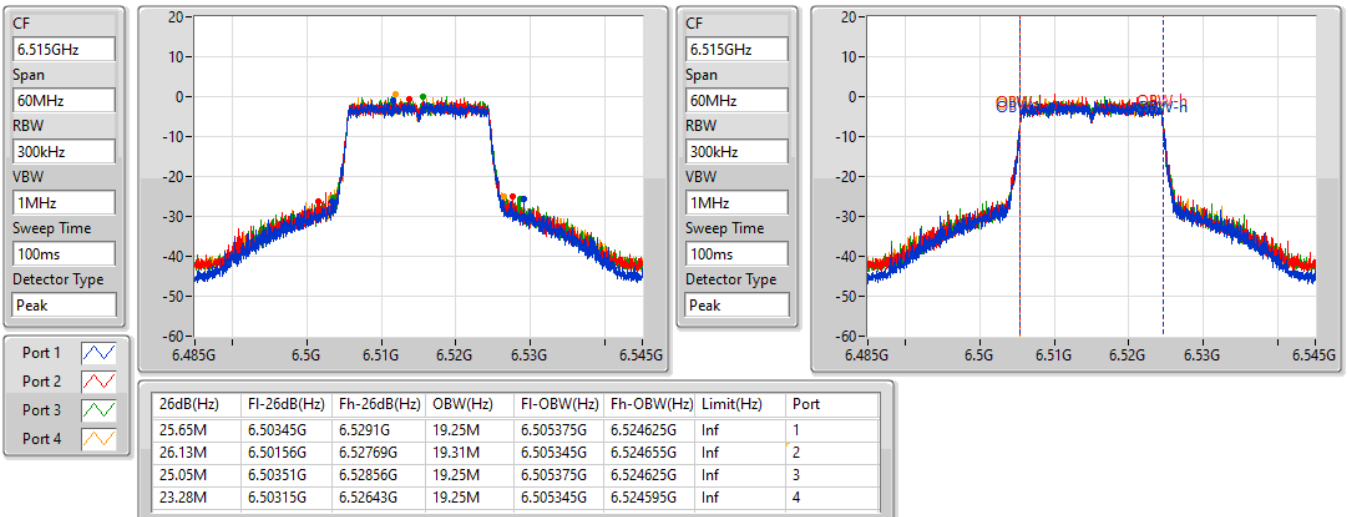 CF
6.515GHz
Span
60MHz
RBW
300kHz
VBW
1MHz
Sweep Time
100ms
Detector Type
Peak
20
10
0
-10
-20
-30
-40
-50
-60
6.485G 6.5G 6.51G 6.52G 6.53G 6.545G
CF
6.515GHz
Span
60MHz
RBW
300kHz
VBW
1MHz
Sweep Time
100ms
Detector Type
Peak
20
10
0
-10
-20
-30
-40
-50
-60
OBW-h
6.485G 6.5G 6.51G 6.52G 6.53G 6.545G
Port 1
Port 2
Port 3
Port 4
26dB(Hz) Fl-26dB(Hz) Fh-26dB(Hz) OBW(Hz) Fl-OBW(Hz) Fh-OBW(Hz) Limit(Hz) Port
25.65M 6.50345G 6.5291G 19.25M 6.505375G 6.524625G Inf 1
26.13M 6.50156G 6.52769G 19.31M 6.505345G 6.524655G Inf 2
25.05M 6.50351G 6.52856G 19.25M 6.505375G 6.524625G Inf 3
23.28M 6.50315G 6.52643G 19.25M 6.505345G 6.524595G Inf 4